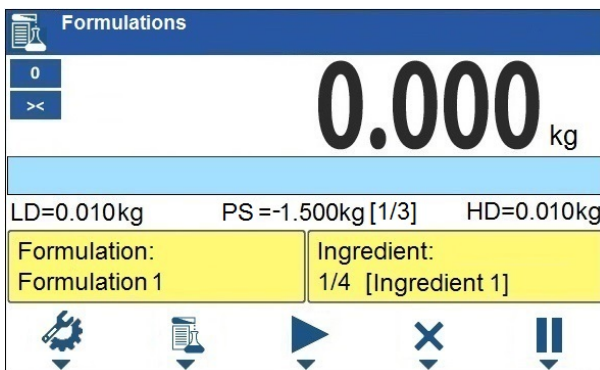 Formulations
0
0.000 kg
><
LD=0.010kg PS=-1.500kg [1/3] HD=0.010kg
Formulation:
Formulation 1
Ingredient:
1/4 [Ingredient 1]